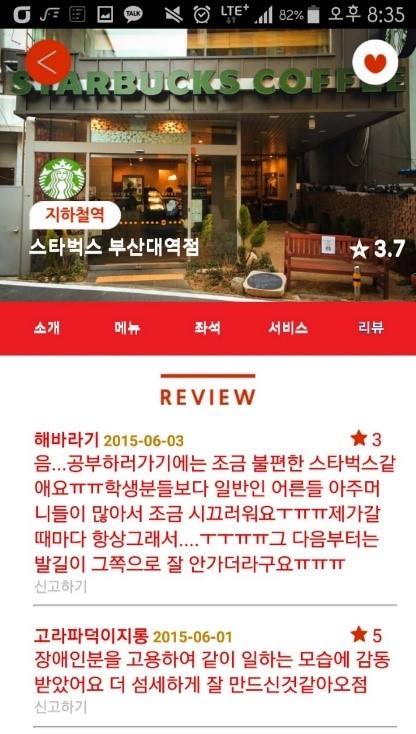 TALK LTE+ 82% 오후 8:35
STARBUCKS COFFEE
지하철역
스타벅스 부산대역점
3.7
소개 메뉴 좌석 서비스 리뷰
REVIEW
해바라기 2015-06-03 ★ 3
음...공부하러가기에는 조금 불편한 스타벅스같
애요ㅠㅠ학생분들보다 일반인 어른들 아주머
니들이 많아서 조금 시끄러워요ㅜㅠㅠ제가갈
때마다 항상그래서....ㅜㅜㅠㅠ그 다음부터는
발길이 그쪽으로 잘 안가더라구요ㅠㅠㅠ
신고하기
고라파덕이지롱 2015-06-01 ★ 5
장애인분을 고용하여 같이 일하는 모습에 감동
받았어요 더 섬세하게 잘 만드신것같아오점
신고하기